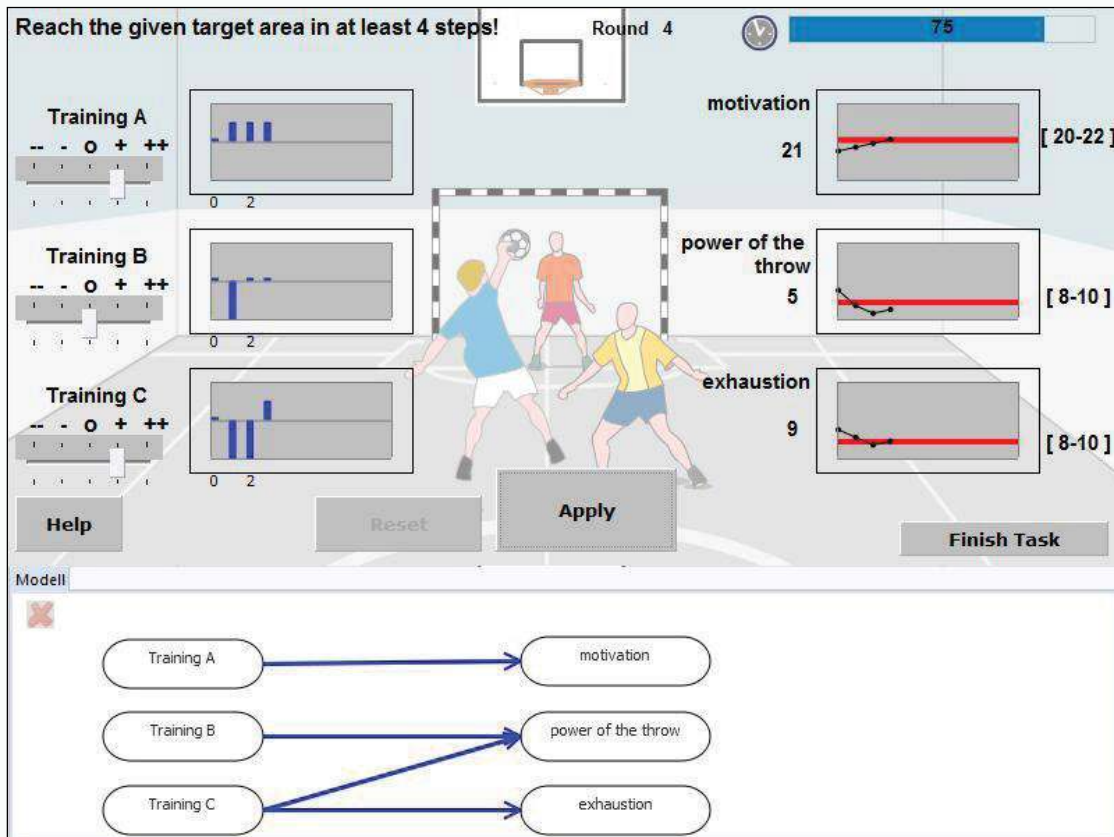 Reach the given target area in at least 4 steps!
Round 4
75
Training A
-- - o + ++
0 2
motivation
21
[ 20-22 ]
Training B
-- - o + ++
0 2
power of the
throw
5
[ 8-10 ]
Training C
-- - o + ++
0 2
exhaustion
9
[ 8-10 ]
Help
Reset
Apply
Finish Task
Modell
Training A
motivation
Training B
power of the throw
Training C
exhaustion